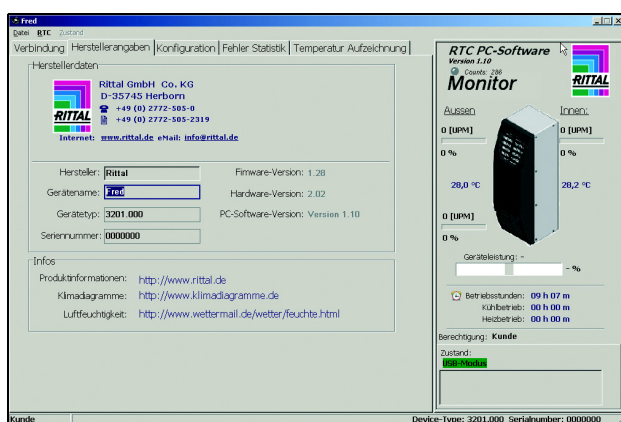 Fred
Datei RTC Zustand
Verbindung Herstellerangaben Konfiguration Fehler Statistik Temperatur Aufzeichnung
Herstellerdaten
RITTAL
Rittal GmbH Co. KG
D-35745 Herborn
+49 (0) 2772-505-0
+49 (0) 2772-505-2319
Internet: www.rittal.de eMail: info@rittal.de
Hersteller: Rittal
Fimware-Version: 1.28
Gerätename: Fred
Hardware-Version: 2.02
Gerätetyp: 3201.000
PC-Software-Version: Version 1.10
Seriennummer: 0000000
Infos
Produktinformationen: http://www.rittal.de
Klimadiagramme: http://www.klimadiagramme.de
Luftfeuchtigkeit: http://www.wettermail.de/wetter/feuchte.html
RTC PC-Software
Version 1.10
Counts: 286
Monitor
RITTAL
Aussen Innen:
0 [UPM] 0 [UPM]
0 % 0 %
28,0 °C 28,2 °C
0 [UPM]
0 %
Geräteleistung: -
- %
Betriebsstunden: 09 h 07 m
Kühlbetrieb: 00 h 00 m
Heizbetrieb: 00 h 00 m
Berechtigung: Kunde
Zustand:
USB-Modus
Kunde
Device-Type: 3201.000 Serialnumber: 0000000